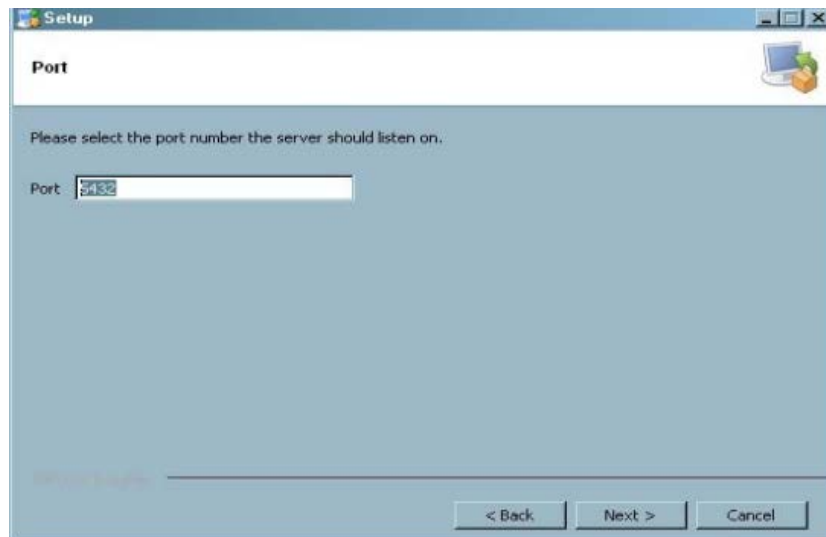 Setup
Port
Please select the port number the server should listen on.
Port 5432
< Back Next > Cancel